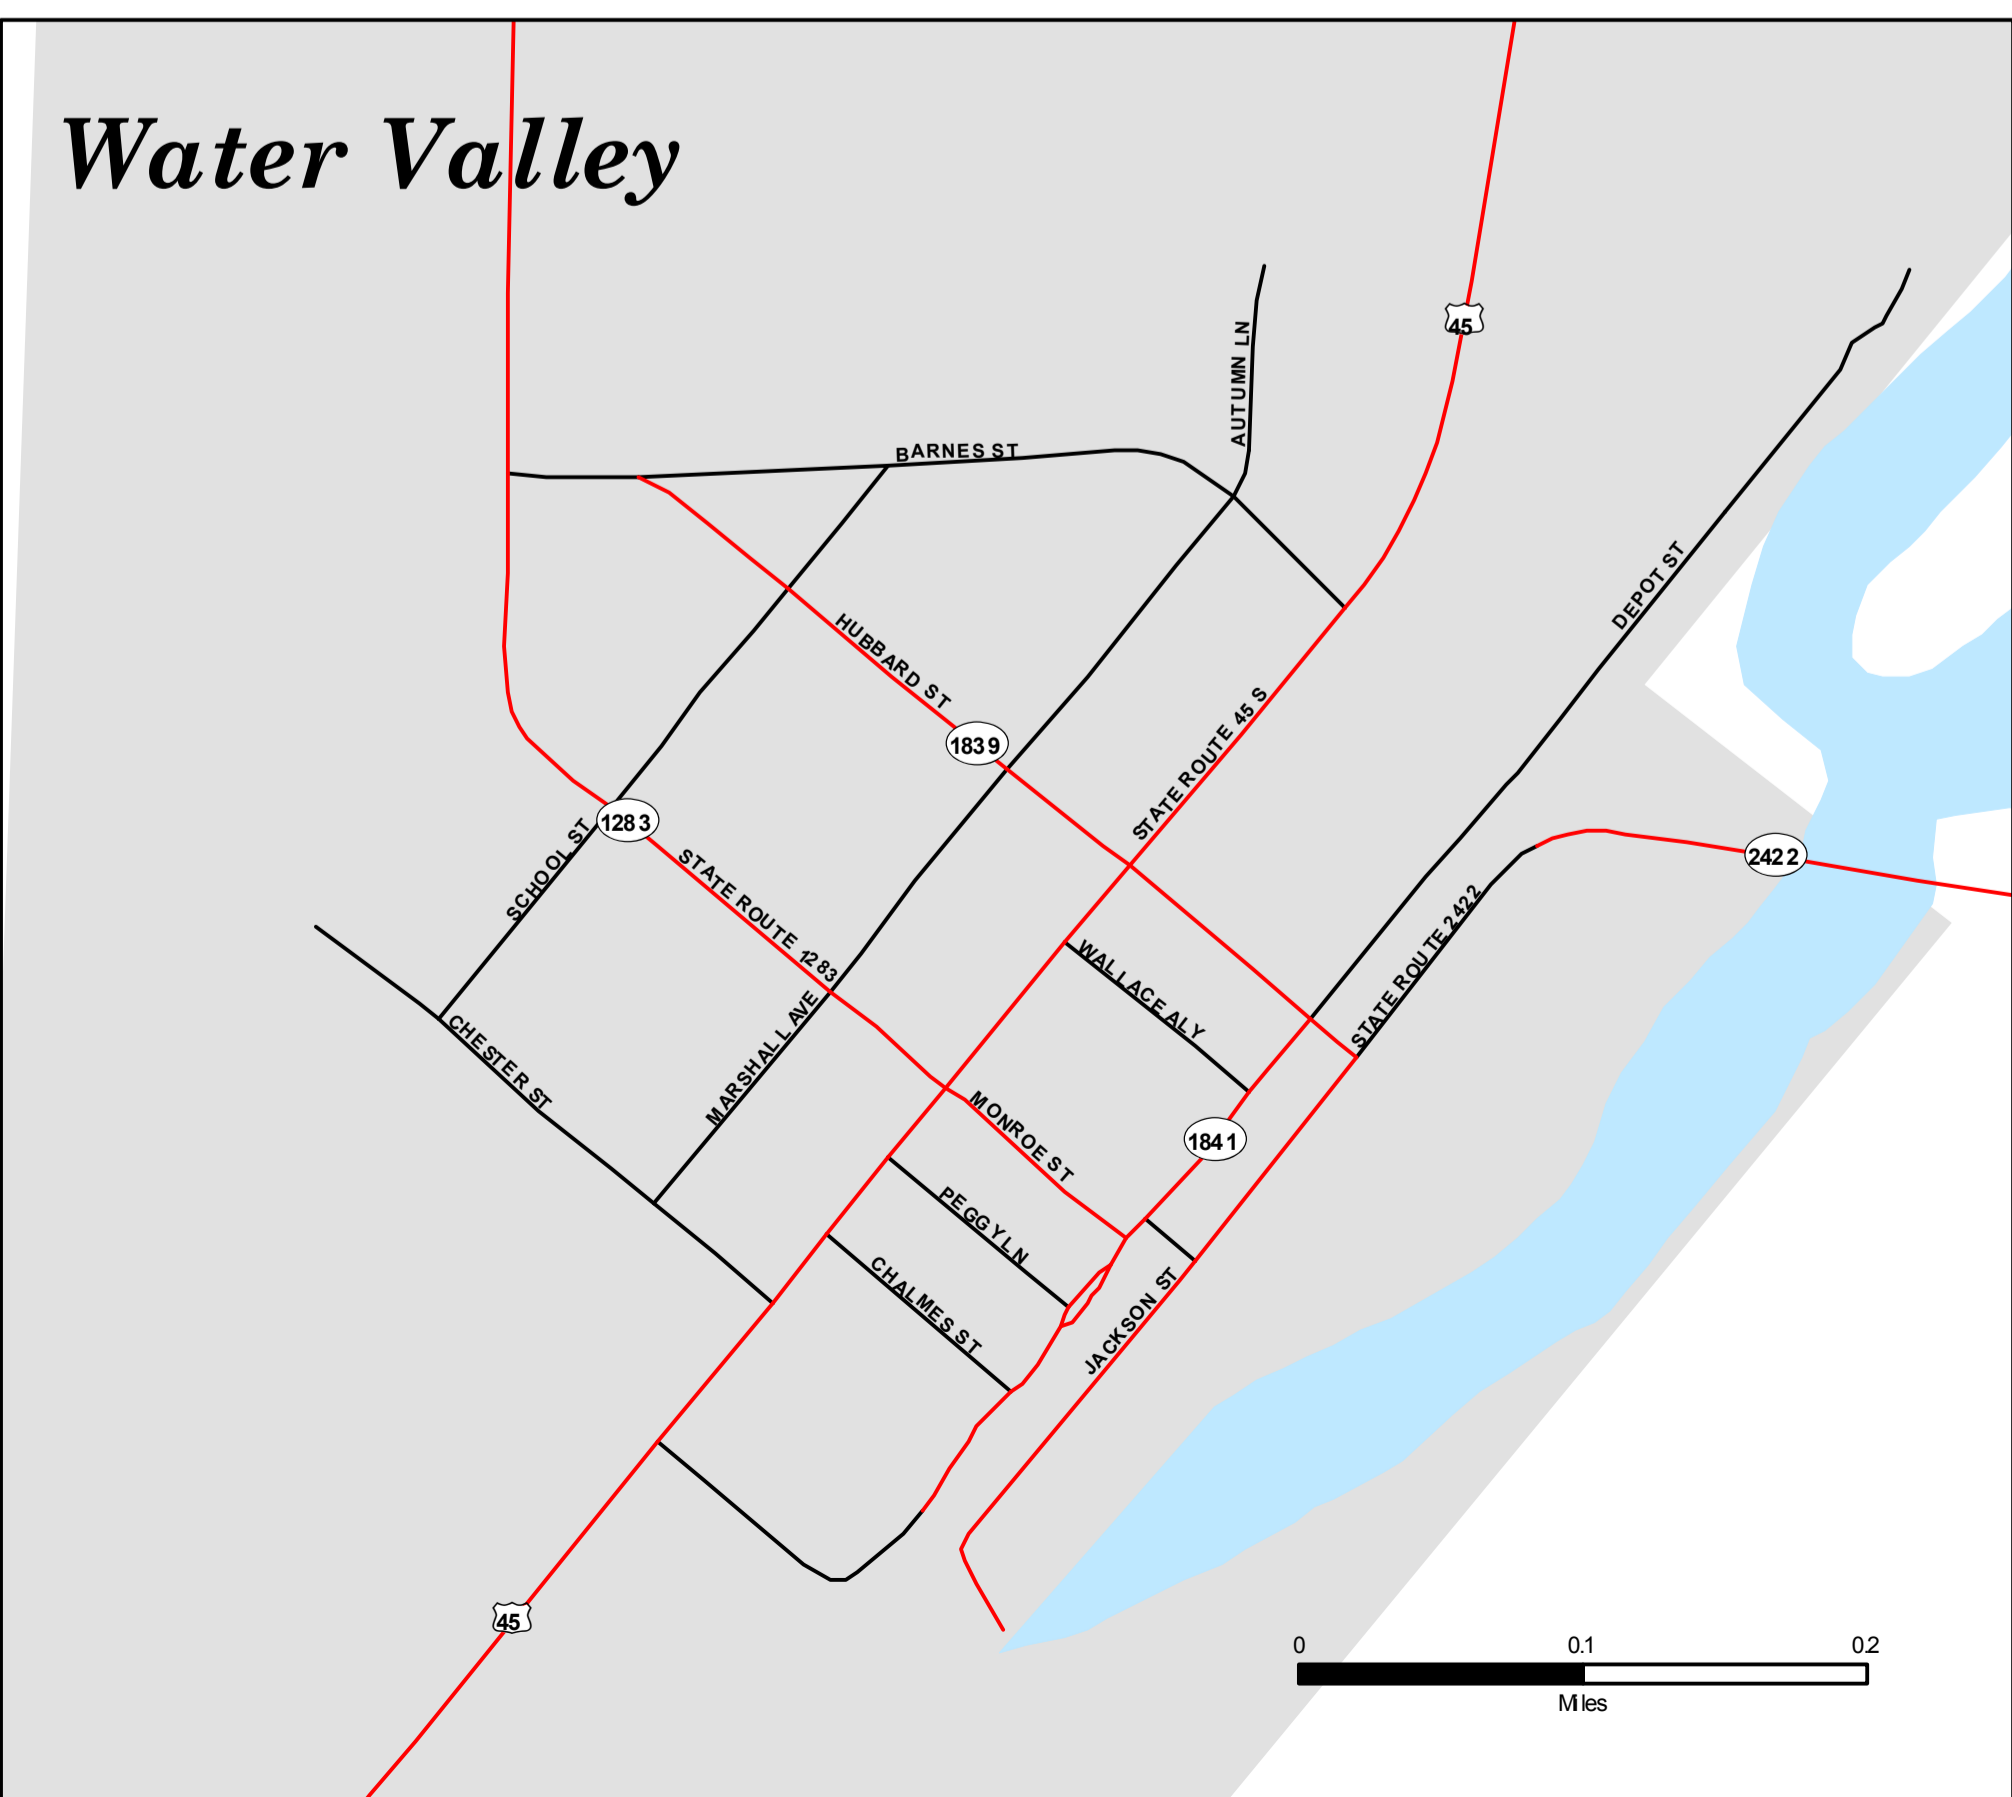 Water Valley
45
AUTUMN LN
BARNES ST
DEPOT ST
HUBBARD ST
1839
STATE ROUTE 45 S
1283
SCHOOL ST
STATE ROUTE 1283
2422
STATE ROUTE 2422
WALLACE ALY
MARSHALL AVE
CHESTER ST
MONROE ST
1841
PEGGY LN
CHALMES ST
JACKSON ST
45
0 0.1 0.2
Miles